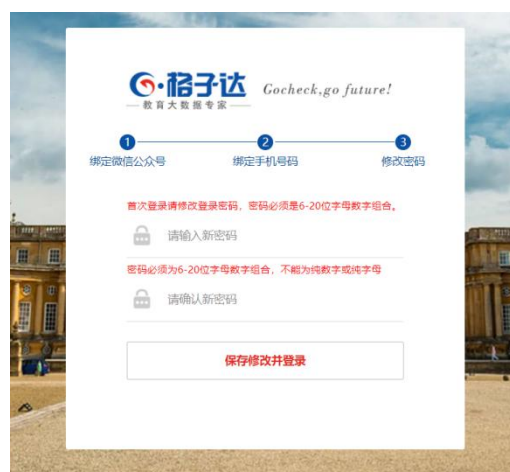 格子达
Gocheck,go future!
教育大数据专家
1 2 3
绑定微信公众号 绑定手机号码 修改密码
首次登录请修改登录密码，密码必须是6-20位字母数字组合。
请输入新密码
密码必须为6-20位字母数字组合，不能为纯数字或纯字母
请确认新密码
保存修改并登录